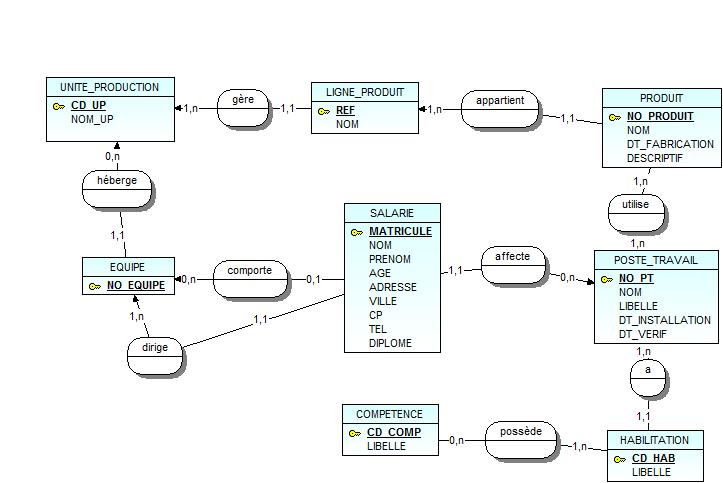 UNITE_PRODUCTION
CD_UP
NOM_UP
1,n
gère
1,1
LIGNE_PRODUIT
REF
NOM
1,n
appartient
1,1
PRODUIT
NO_PRODUIT
NOM
DT_FABRICATION
DESCRIPTIF
0,n
héberge
1,1
1,n
utilise
1,n
EQUIPE
NO_EQUIPE
0,n
comporte
0,1
SALARIE
MATRICULE
NOM
PRENOM
AGE
ADRESSE
VILLE
CP
TEL
DIPLOME
1,1
affecte
0,n
POSTE_TRAVAIL
NO_PT
NOM
LIBELLE
DT_INSTALLATION
DT_VERIF
1,n
dirige
1,1
1,n
a
1,1
COMPETENCE
CD_COMP
LIBELLE
0,n
possède
1,n
HABILITATION
CD_HAB
LIBELLE